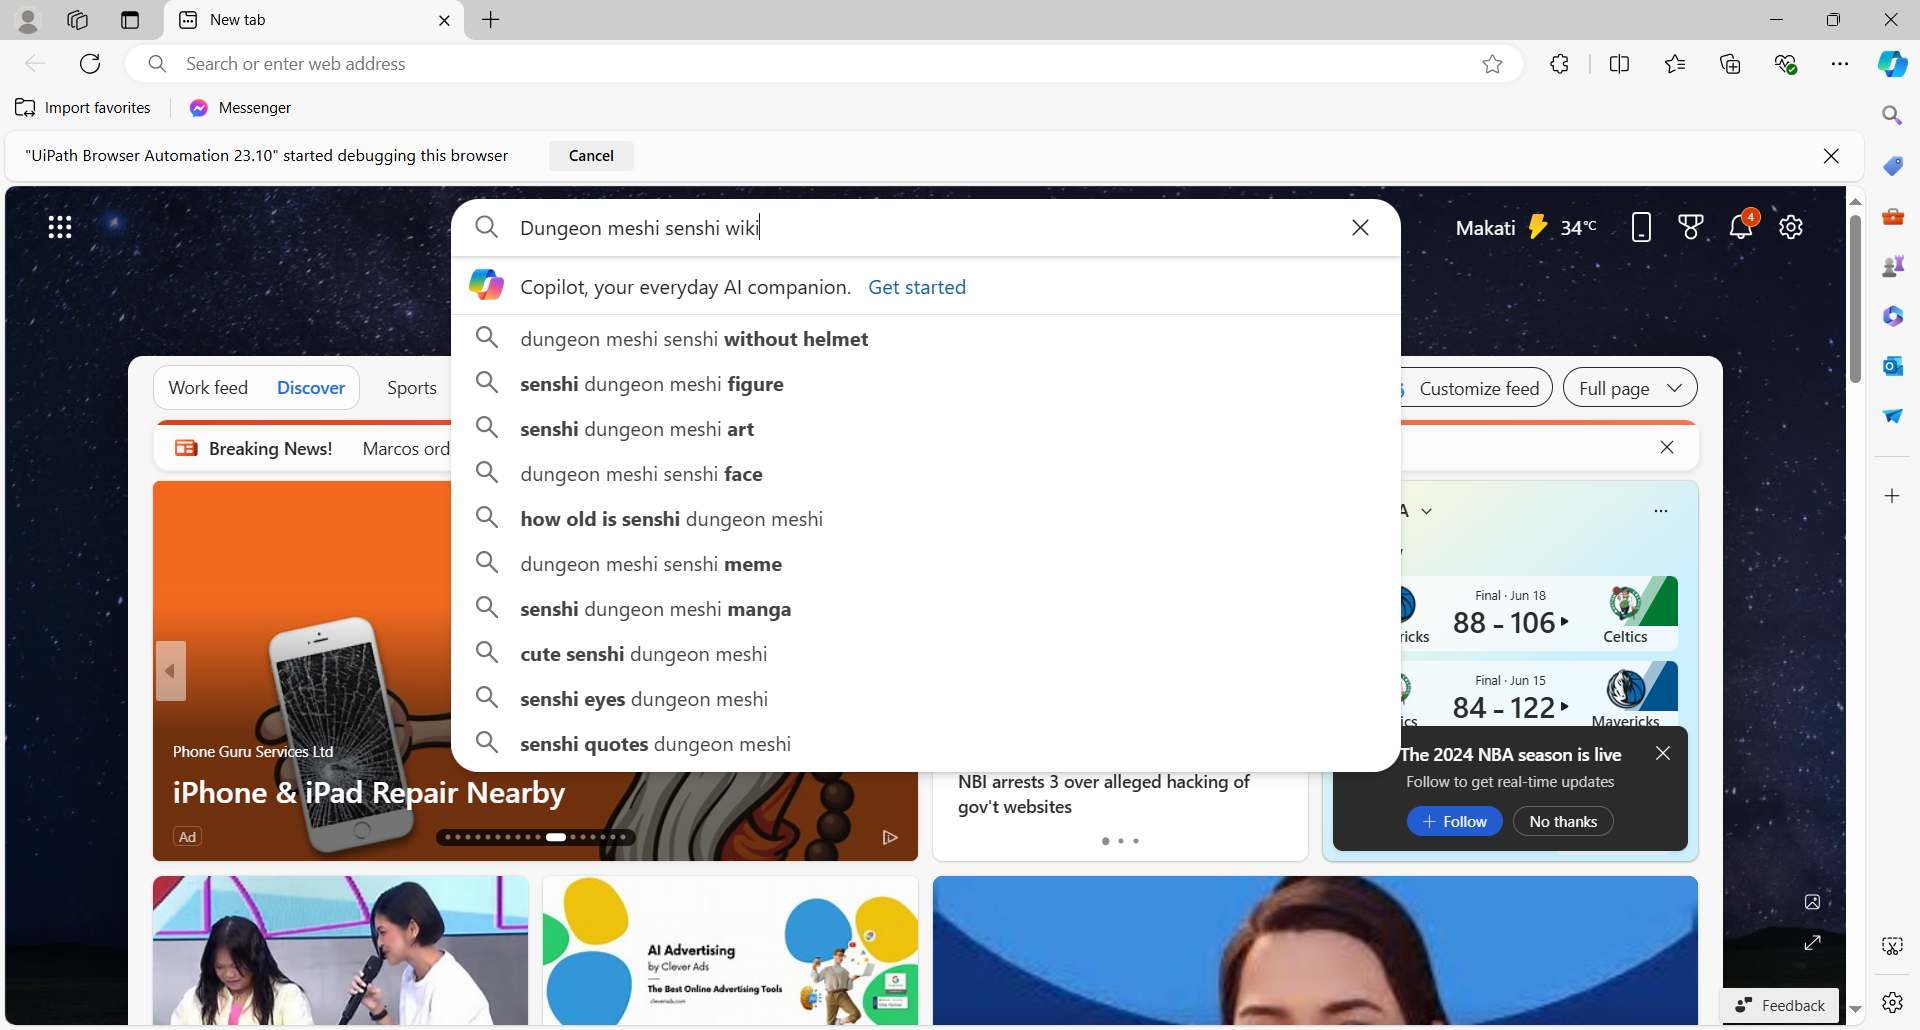 New tab
Search or enter web address
Import favorites
Messenger
"UiPath Browser Automation 23.10" started debugging this browser
Cancel
Dungeon meshi senshi wiki
Makati
34°C
4
Copilot, your everyday AI companion. Get started
dungeon meshi senshi without helmet
senshi dungeon meshi figure
senshi dungeon meshi art
dungeon meshi senshi face
how old is senshi dungeon meshi
dungeon meshi senshi meme
senshi dungeon meshi manga
cute senshi dungeon meshi
senshi eyes dungeon meshi
senshi quotes dungeon meshi
Work feed
Discover
Sports
Customize feed
Full page
Breaking News!
Marcos ord
Phone Guru Services Ltd
iPhone & iPad Repair Nearby
Ad
NBI arrests 3 over alleged hacking of
gov't websites
A
Final · Jun 18
88 - 106
ricks
Celtics
Final · Jun 15
84 - 122
ics
Mavericks
The 2024 NBA season is live
Follow to get real-time updates
+ Follow
No thanks
AI Advertising
by Clever Ads
The Best Online Advertising Tools
cleverads.com
Feedback